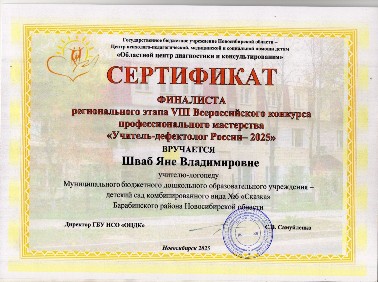 Государственное бюджетное учреждение Новосибирской области –
Центр психолого-педагогической, медицинской и социальной помощи детям
«Областной центр диагностики и консультирования»
СЕРТИФИКАТ
ФИНАЛИСТА
регионального этапа VIII Всероссийского конкурса
профессионального мастерства
«Учитель-дефектолог России– 2025»
ВРУЧАЕТСЯ
Шваб Яне Владимировне
учителю-логопеду
Муниципального бюджетного дошкольного образовательного учреждения –
детский сад комбинированного вида №6 «Сказка»
Барабинского района Новосибирской области
Директор ГБУ НСО «ОЦДК»
С.В. Самуйленко
Новосибирск 2025